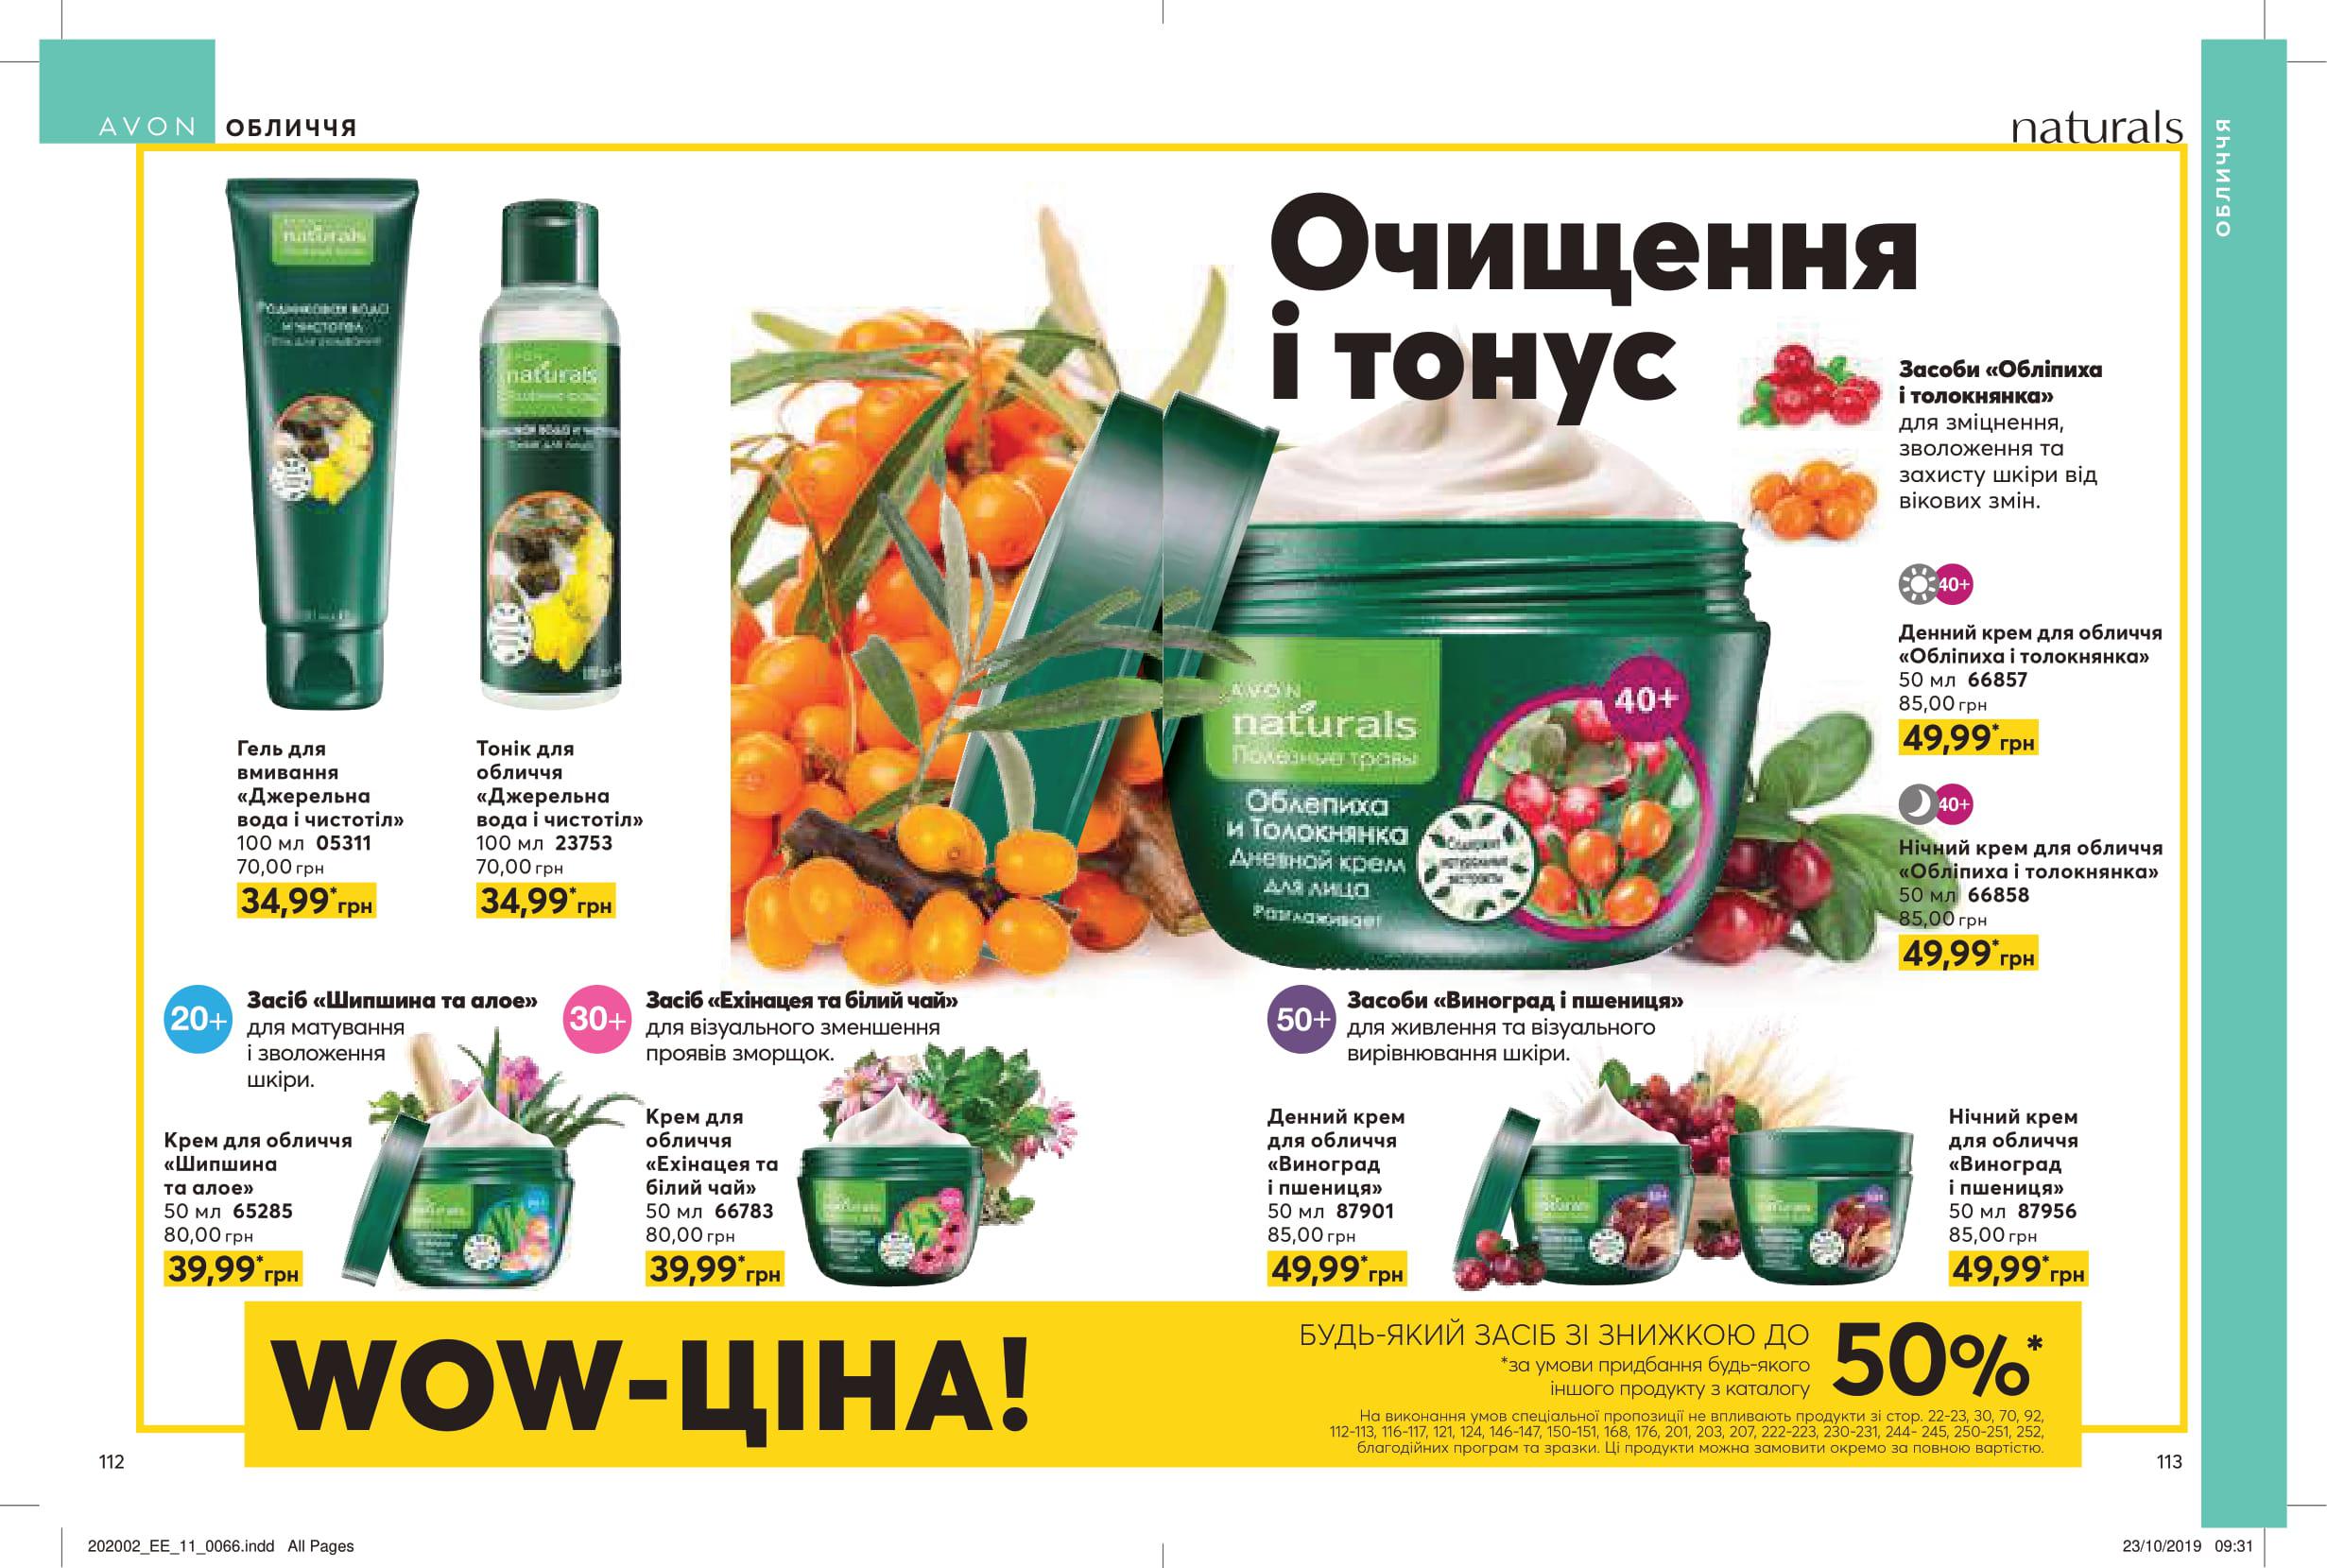 AVON
ОБЛИЧЧЯ
naturals
ОБЛИЧЧЯ
Очищення
і тонус
naturals
Родниковая вода
и чистотел
naturals
Засоби «Обліпиха
і толокнянка»
для зміцнення,
зволоження та
захисту шкіри від
вікових змін.
40+
Денний крем для обличчя
«Обліпиха і толокнянка»
50 мл 66857
85,00 грн
49,99*грн
40+
Нічний крем для обличчя
«Обліпиха і толокнянка»
50 мл 66858
85,00 грн
49,99*грн
AVON
naturals
Полезные травы
40+
Облепиха
и Толокнянка
Дневной крем
для лица
Разглаживает
Содержит
натуральные
экстракты
Гель для
вмивання
«Джерельна
вода і чистотіл»
100 мл 05311
70,00 грн
34,99*грн
Тонік для
обличчя
«Джерельна
вода і чистотіл»
100 мл 23753
70,00 грн
34,99*грн
20+
Засіб «Шипшина та алое»
для матування
і зволоження
шкіри.
Крем для обличчя
«Шипшина
та алое»
50 мл 65285
80,00 грн
39,99*грн
30+
Засіб «Ехінацея та білий чай»
для візуального зменшення
проявів зморщок.
Крем для
обличчя
«Ехінацея та
білий чай»
50 мл 66783
80,00 грн
39,99*грн
50+
Засоби «Виноград і пшениця»
для живлення та візуального
вирівнювання шкіри.
Денний крем
для обличчя
«Виноград
і пшениця»
50 мл 87901
85,00 грн
49,99*грн
Нічний крем
для обличчя
«Виноград
і пшениця»
50 мл 87956
85,00 грн
49,99*грн
WOW-ЦІНА!
БУДЬ-ЯКИЙ ЗАСІБ ЗІ ЗНИЖКОЮ ДО
50%*
*за умови придбання будь-якого
іншого продукту з каталогу
На виконання умов спеціальної пропозиції не впливають продукти зі стор. 22-23, 30, 70, 92,
112-113, 116-117, 121, 124, 146-147, 150-151, 168, 176, 201, 203, 207, 222-223, 230-231, 244- 245, 250-251, 252,
благодійних програм та зразки. Ці продукти можна замовити окремо за повною вартістю.
112
113
202002_EE_11_0066.indd All Pages
23/10/2019 09:31